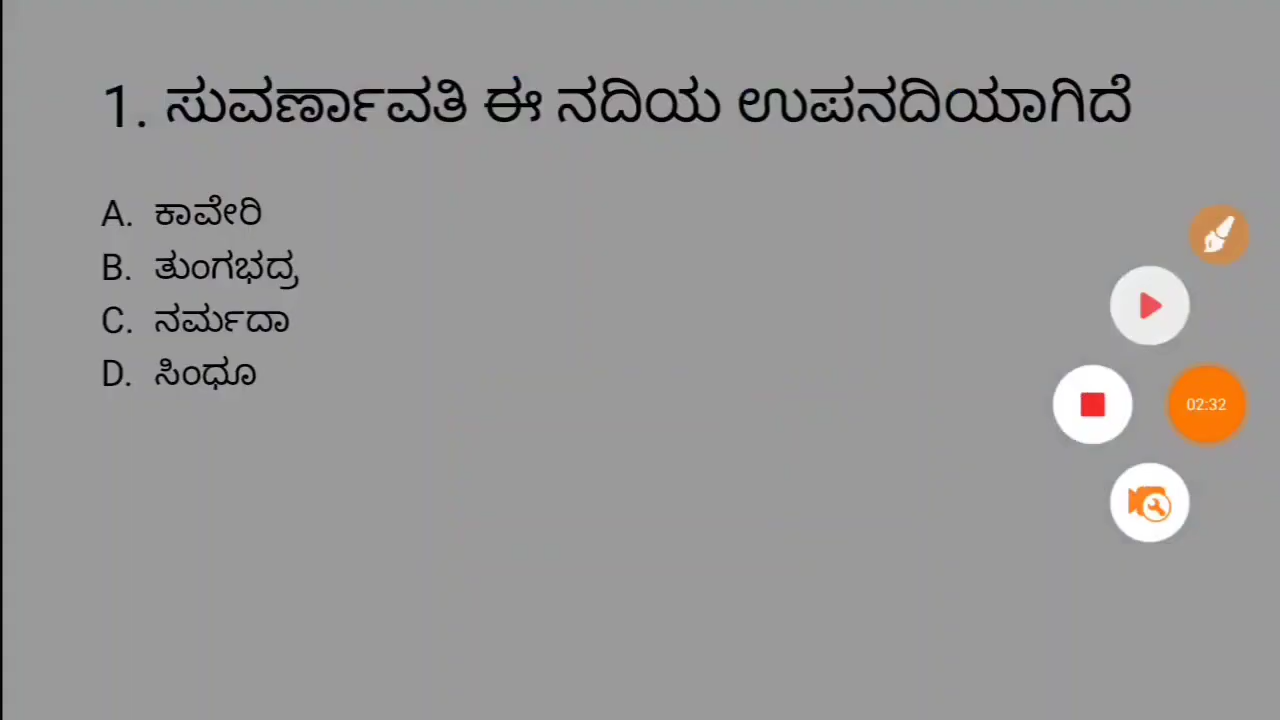 1. ಸುವರ್ಣಾವತಿ ಈ ನದಿಯ ಉಪನದಿಯಾಗಿದೆ
A. ಕಾವೇರಿ
B. ತುಂಗಭದ್ರ
C. ನರ್ಮದಾ
D. ಸಿಂಧೂ
02:32